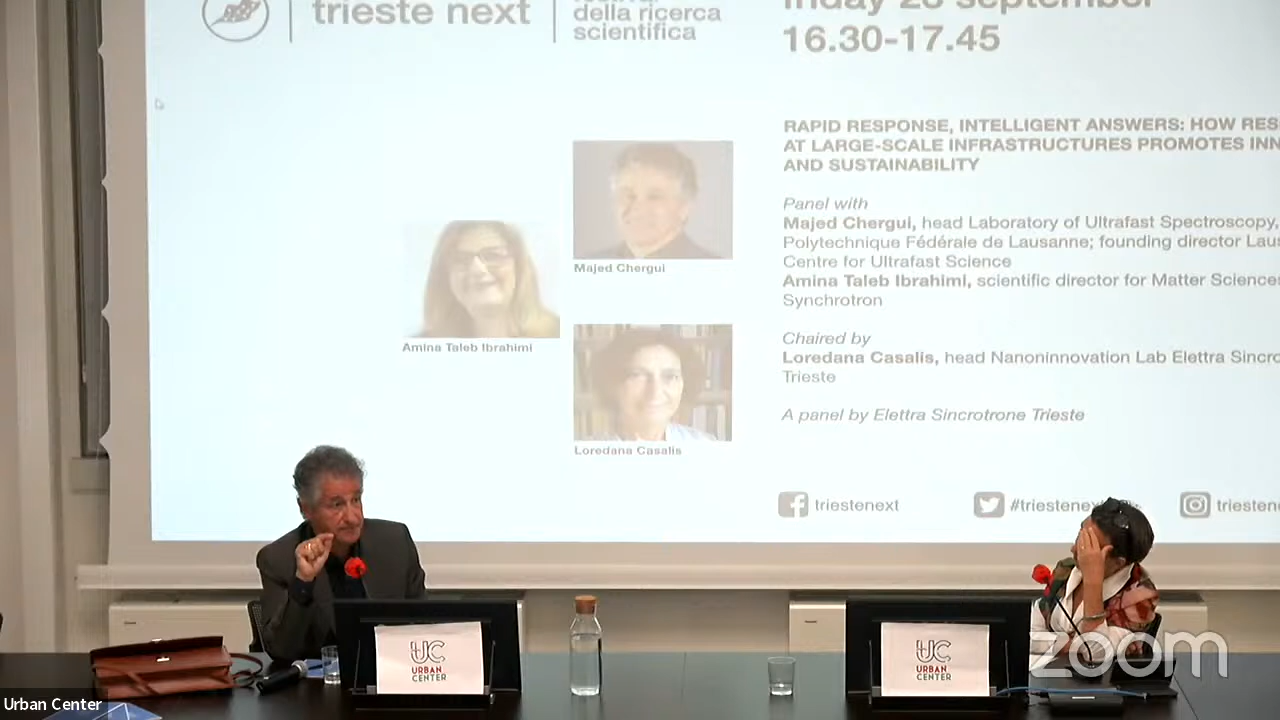 trieste next
della ricerca
scientifica
16.30-17.45
RAPID RESPONSE, INTELLIGENT ANSWERS: HOW RES
AT LARGE-SCALE INFRASTRUCTURES PROMOTES INN
AND SUSTAINABILITY
Panel with
Majed Chergui, head Laboratory of Ultrafast Spectroscopy,
Polytechnique Fédérale de Lausanne; founding director Lau
Centre for Ultrafast Science
Amina Taleb Ibrahimi, scientific director for Matter Sciences
Synchrotron
Chaired by
Loredana Casalis, head Nanoninnovation Lab Elettra Sincro
Trieste
A panel by Elettra Sincrotrone Trieste
Majed Chergui
Amina Taleb Ibrahimi
Loredana Casalis
triestenext
#triestenex
triesten
UC
URBAN
CENTER
UC
URBAN
CENTER
zoom
Urban Center